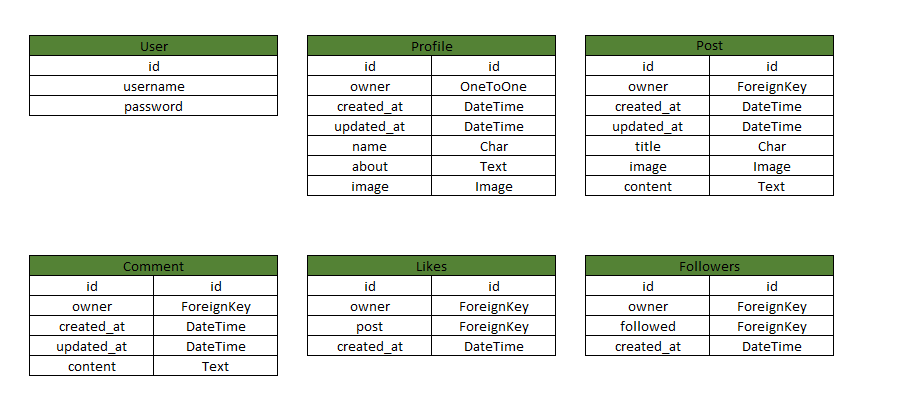 User
id
username
password
Profile
id id
owner OneToOne
created_at DateTime
updated_at DateTime
name Char
about Text
image Image
Post
id id
owner ForeignKey
created_at DateTime
updated_at DateTime
title Char
image Image
content Text
Comment
id id
owner ForeignKey
created_at DateTime
updated_at DateTime
content Text
Likes
id id
owner ForeignKey
post ForeignKey
created_at DateTime
Followers
id id
owner ForeignKey
followed ForeignKey
created_at DateTime